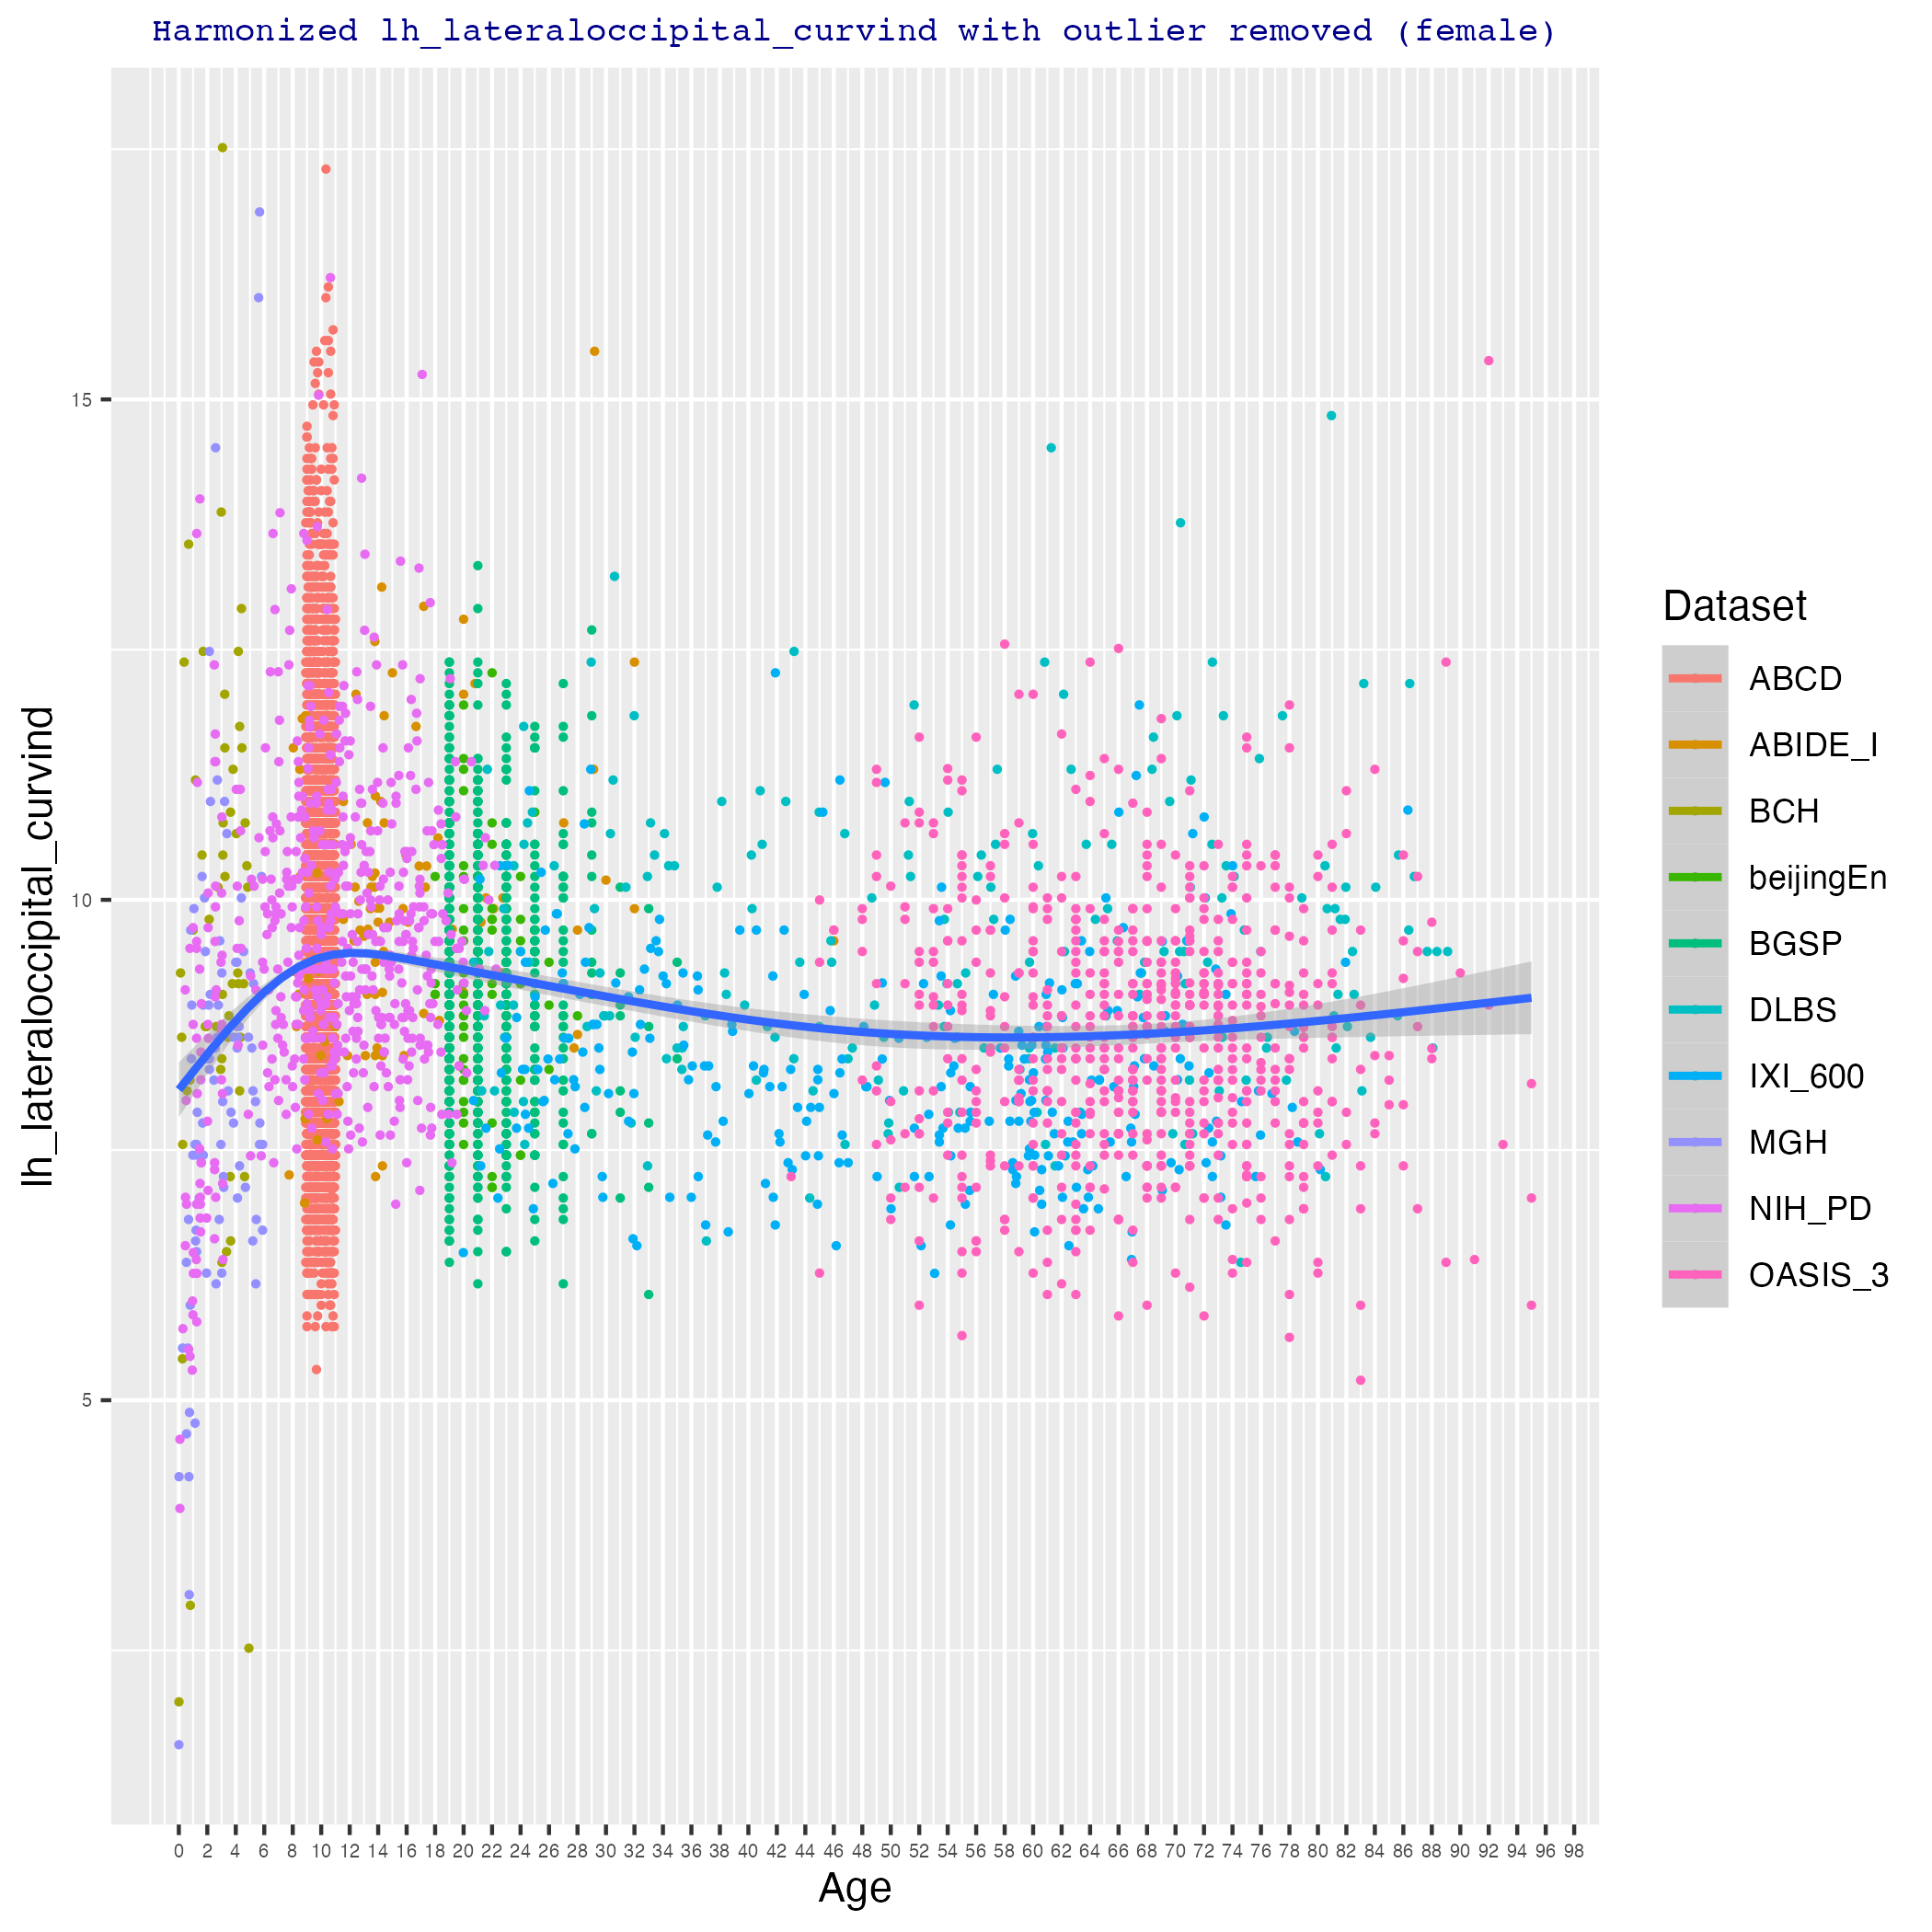 Harmonized lh_lateraloccipital_curvind with outlier removed (female)
lh_lateraloccipital_curvind
15
10
5
0 2 4 6 8 10 12 14 16 18 20 22 24 26 28 30 32 34 36 38 40 42 44 46 48 50 52 54 56 58 60 62 64 66 68 70 72 74 76 78 80 82 84 86 88 90 92 94 96 98
Age
Dataset
ABCD
ABIDE_I
BCH
beijingEn
BGSP
DLBS
IXI_600
MGH
NIH_PD
OASIS_3